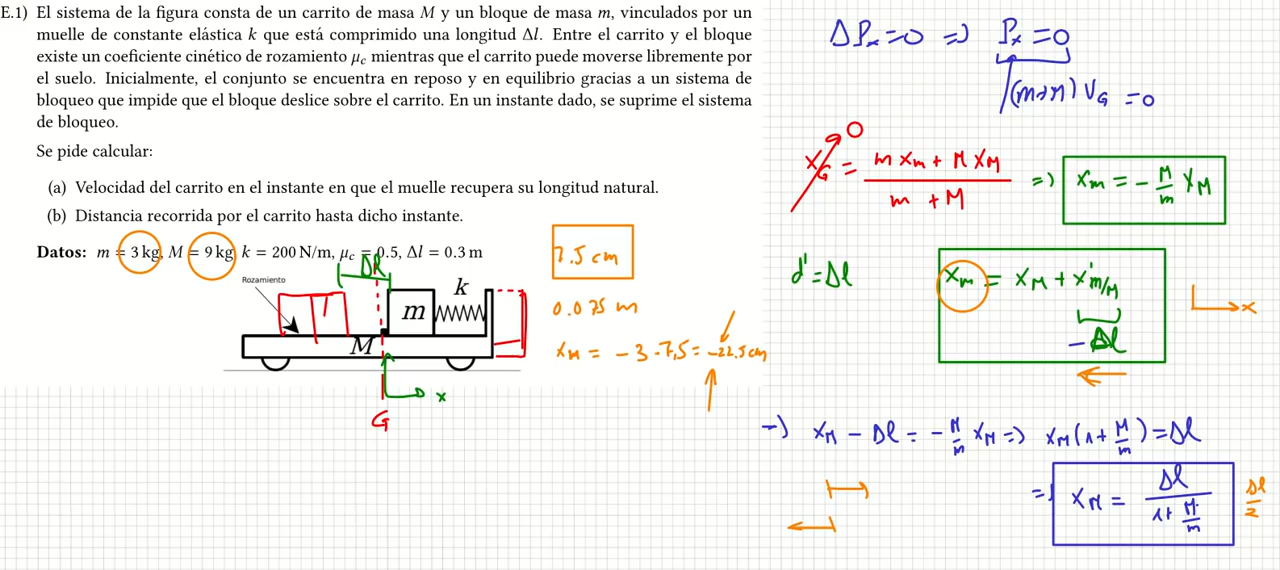 E.1) El sistema de la figura consta de un carrito de masa M y un bloque de masa m, vinculados por un
muelle de constante elástica k que está comprimido una longitud Δl. Entre el carrito y el bloque
existe un coeficiente cinético de rozamiento μc mientras que el carrito puede moverse libremente por
el suelo. Inicialmente, el conjunto se encuentra en reposo y en equilibrio gracias a un sistema de
bloqueo que impide que el bloque deslice sobre el carrito. En un instante dado, se suprime el sistema
de bloqueo.
Se pide calcular:
(a) Velocidad del carrito en el instante en que el muelle recupera su longitud natural.
(b) Distancia recorrida por el carrito hasta dicho instante.
Datos: m = 3 kg, M = 9 kg, k = 200 N/m, μc = 0.5, Δl = 0.3 m
Rozamiento
Δl
m
k
M
x
G
7.5 cm
0.075 m
xM = -3·7,5 = -22.5 cm
ΔPx = 0 => Px = 0
(m+M) VG = 0
0
xG = m xm + M xM / m + M => xm = - M/m xM
d' = Δl
xm = xM + x'm/M
- Δl
x
-> xM - Δl = - M/m xM => xM (1 + M/m) = Δl
=> xM = Δl / 1 + M/m
Δl/2